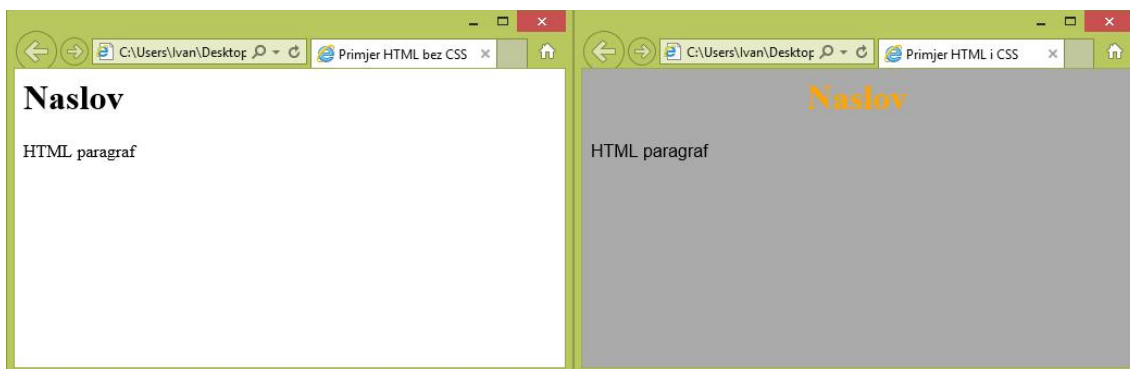 C:\Users\Ivan\Desktop
Primjer HTML bez CSS
Naslov
HTML paragraf
C:\Users\Ivan\Desktop
Primjer HTML i CSS
Naslov
HTML paragraf